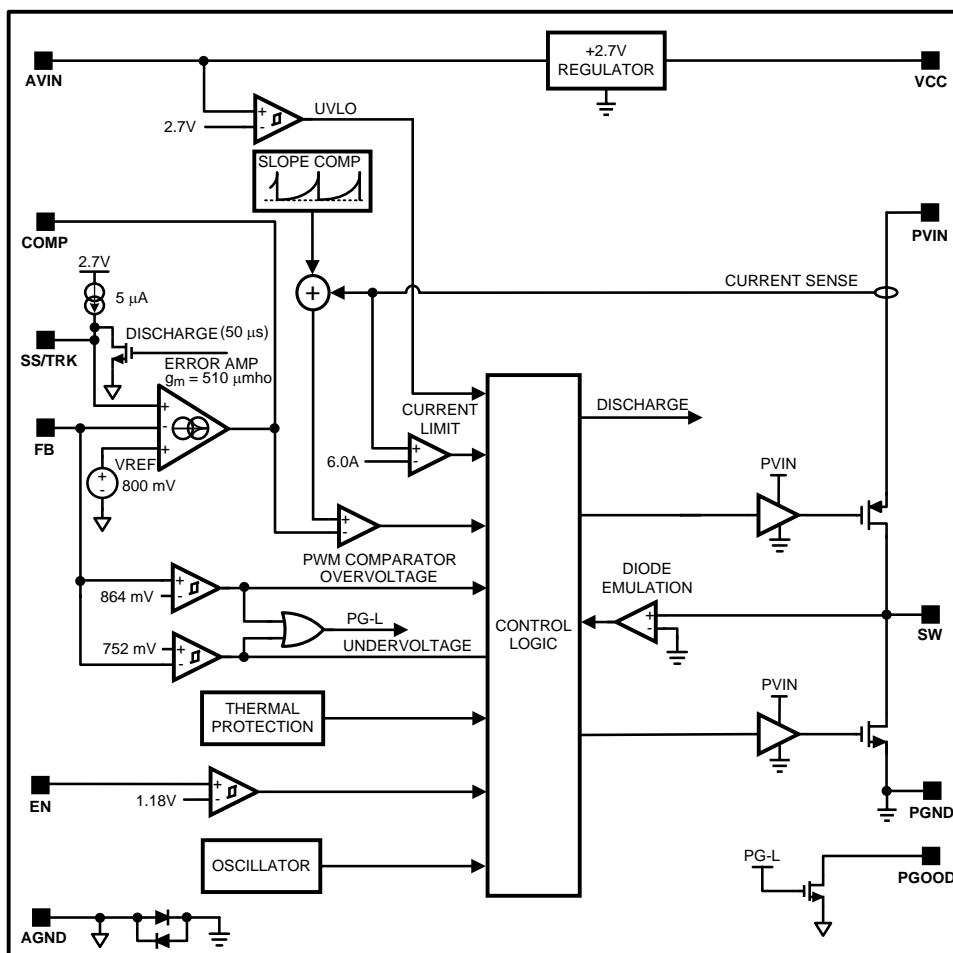 +2.7V
REGULATOR
AVIN
VCC
+
-
2.7V
UVLO
SLOPE COMP
COMP
PVIN
2.7V
5 µA
+
CURRENT SENSE
SS/TRK
DISCHARGE (50 µs)
ERROR AMP
gm = 510 µmho
FB
+
-
+
VREF
+
-
800 mV
CURRENT
LIMIT
6.0A
+
-
DISCHARGE
PVIN
+
-
PWM COMPARATOR
OVERVOLTAGE
+
-
864 mV
PG-L
752 mV
+
-
UNDERVOLTAGE
CONTROL
LOGIC
DIODE
EMULATION
+
-
SW
THERMAL
PROTECTION
PVIN
EN
+
-
1.18V
PGND
OSCILLATOR
PG-L
PGOOD
AGND